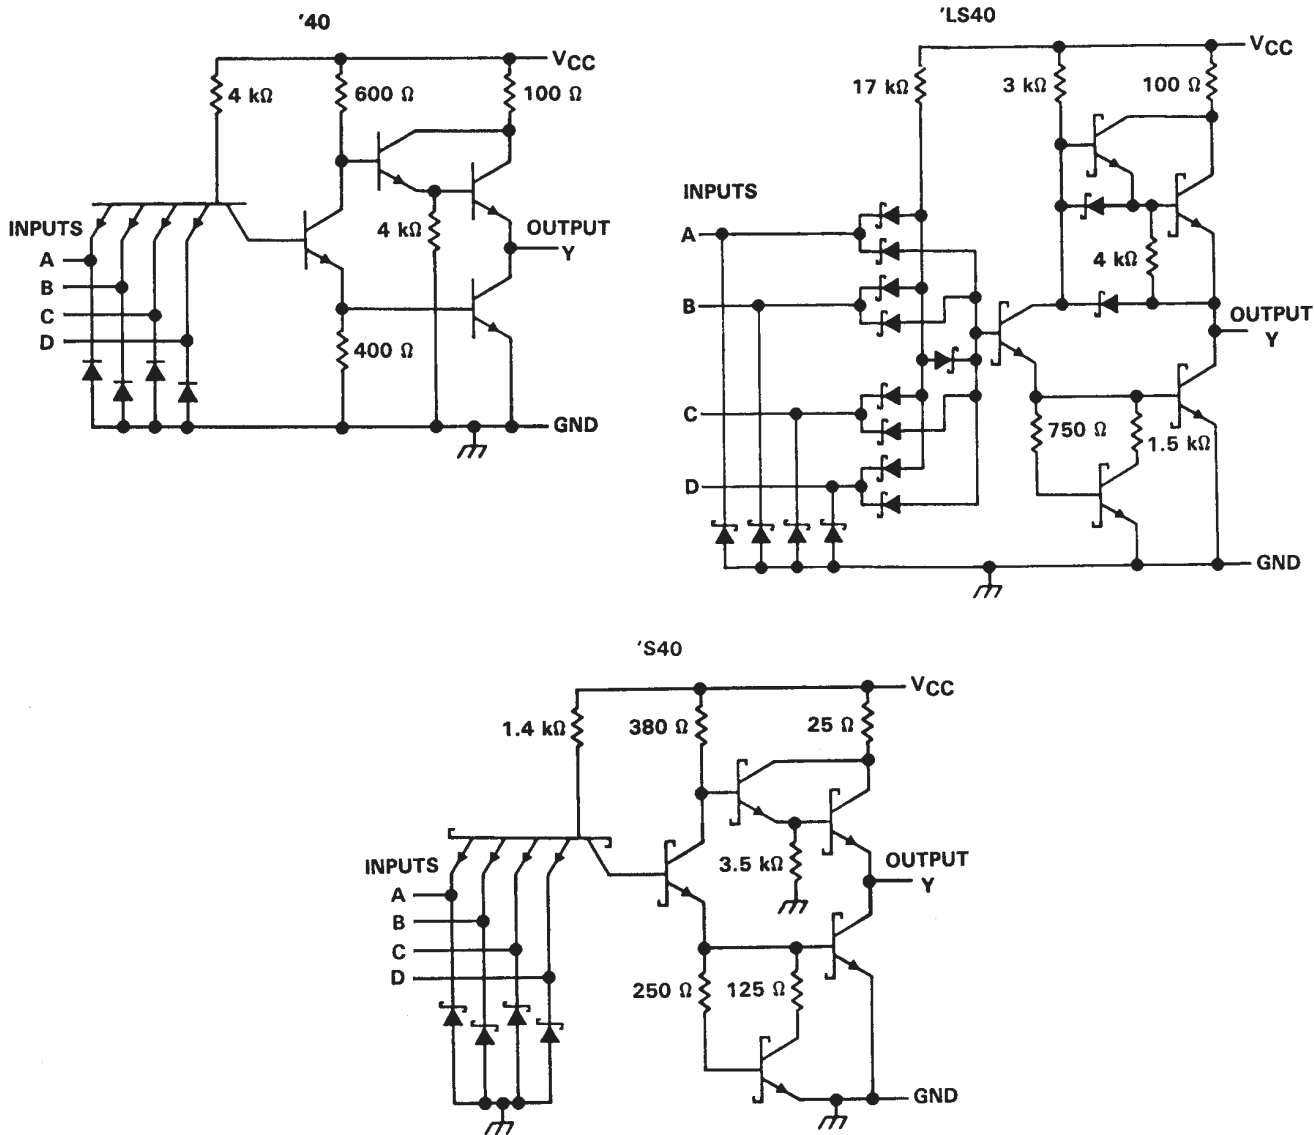 '40
VCC
4 kΩ
600 Ω
100 Ω
INPUTS
4 kΩ
OUTPUT
Y
A
B
C
D
400 Ω
GND
'LS40
VCC
17 kΩ
3 kΩ
100 Ω
INPUTS
A
4 kΩ
B
OUTPUT
Y
C
750 Ω
1.5 kΩ
D
GND
'S40
VCC
1.4 kΩ
380 Ω
25 Ω
INPUTS
3.5 kΩ
OUTPUT
Y
A
B
C
D
250 Ω
125 Ω
GND